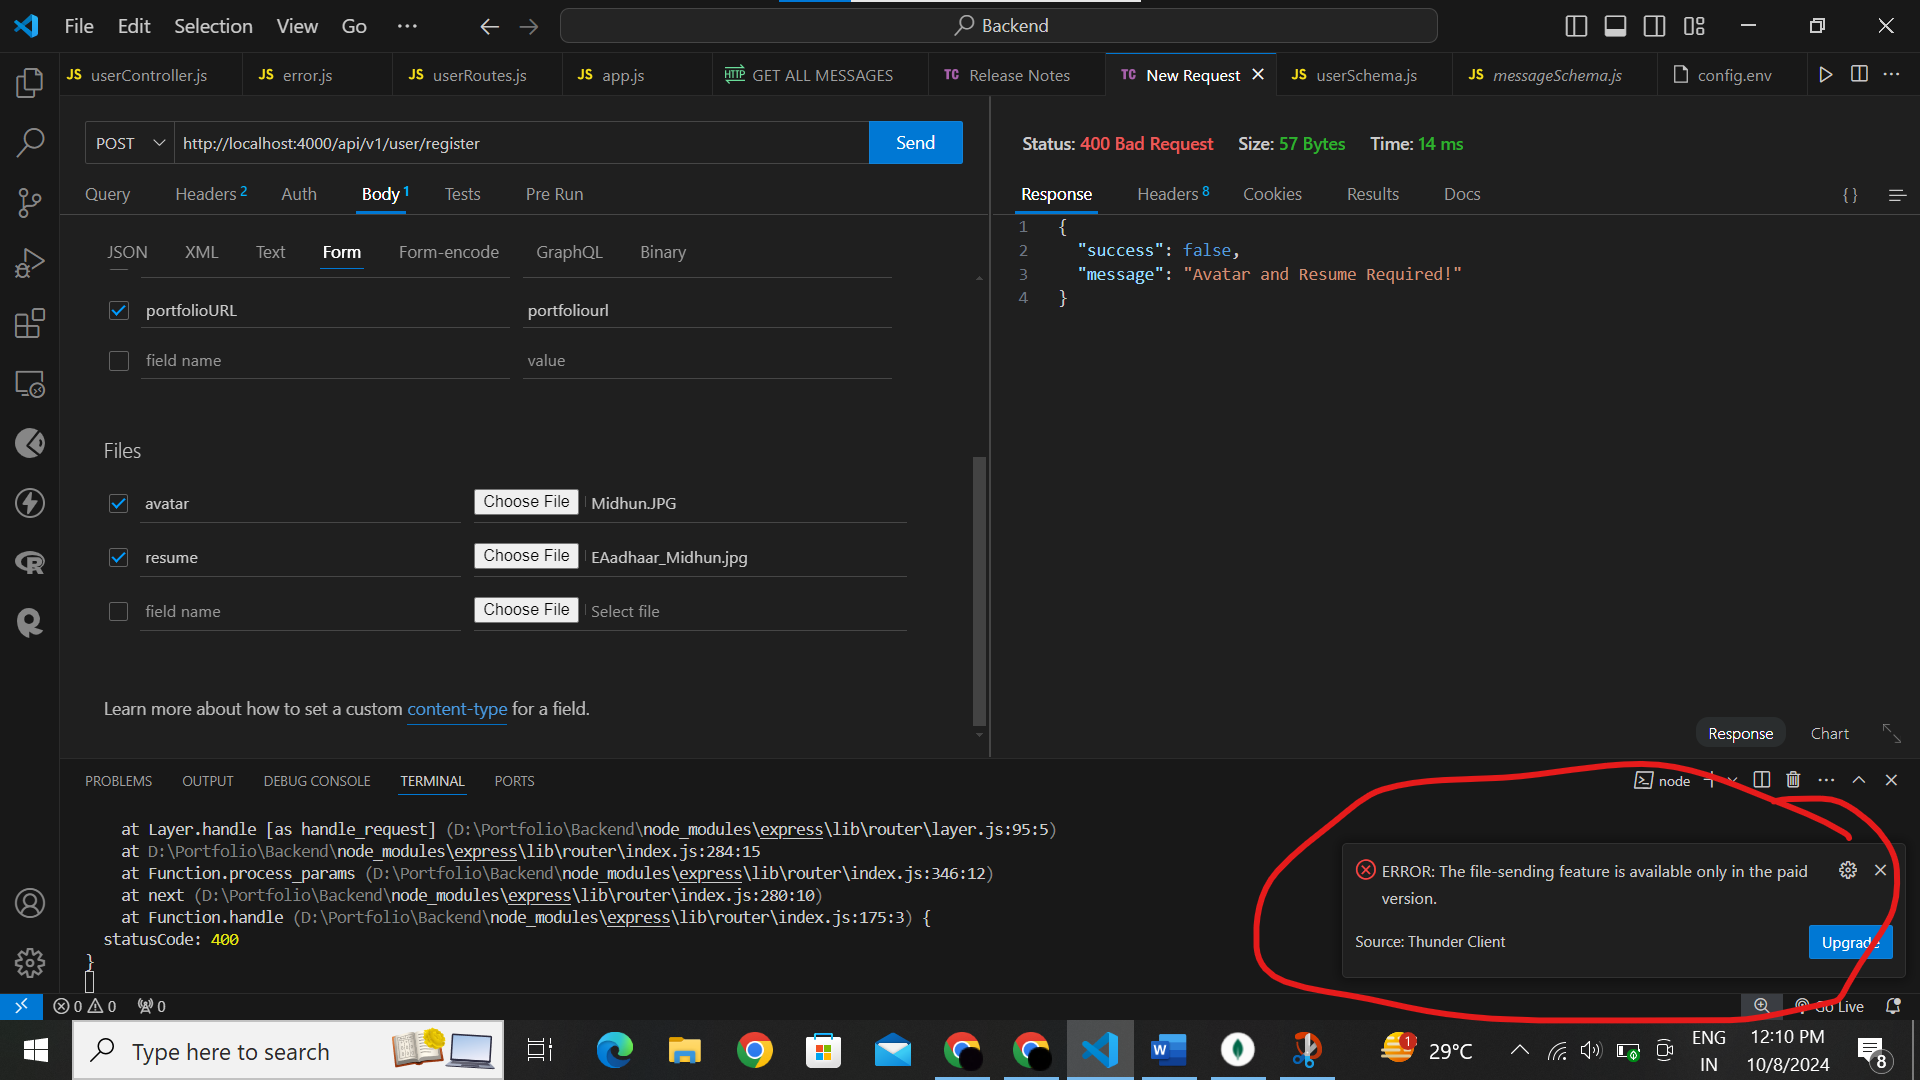 File Edit Selection View Go ··· Backend
JS userController.js JS error.js JS userRoutes.js JS app.js HTTP GET ALL MESSAGES TC Release Notes TC New Request JS userSchema.js JS messageSchema.js config.env
POST http://localhost:4000/api/v1/user/register Send
Query Headers 2 Auth Body 1 Tests Pre Run
JSON XML Text Form Form-encode GraphQL Binary
portfolioURL portfoliourl
field name value
Files
avatar Choose File Midhun.JPG
resume Choose File EAadhaar_Midhun.jpg
field name Choose File Select file
Learn more about how to set a custom content-type for a field.
Status: 400 Bad Request Size: 57 Bytes Time: 14 ms
Response Headers 8 Cookies Results Docs { }
1 {
2 "success": false,
3 "message": "Avatar and Resume Required!"
4 }
Response Chart
PROBLEMS OUTPUT DEBUG CONSOLE TERMINAL PORTS node
at Layer.handle [as handle_request] (D:\Portfolio\Backend\node_modules\express\lib\router\layer.js:95:5)
at D:\Portfolio\Backend\node_modules\express\lib\router\index.js:284:15
at Function.process_params (D:\Portfolio\Backend\node_modules\express\lib\router\index.js:346:12)
at next (D:\Portfolio\Backend\node_modules\express\lib\router\index.js:280:10)
at Function.handle (D:\Portfolio\Backend\node_modules\express\lib\router\index.js:175:3) {
statusCode: 400
}
ERROR: The file-sending feature is available only in the paid
version.
Source: Thunder Client Upgrade
0 0 0 Go Live
Type here to search 1 29°C ENG IN 12:10 PM 10/8/2024 8